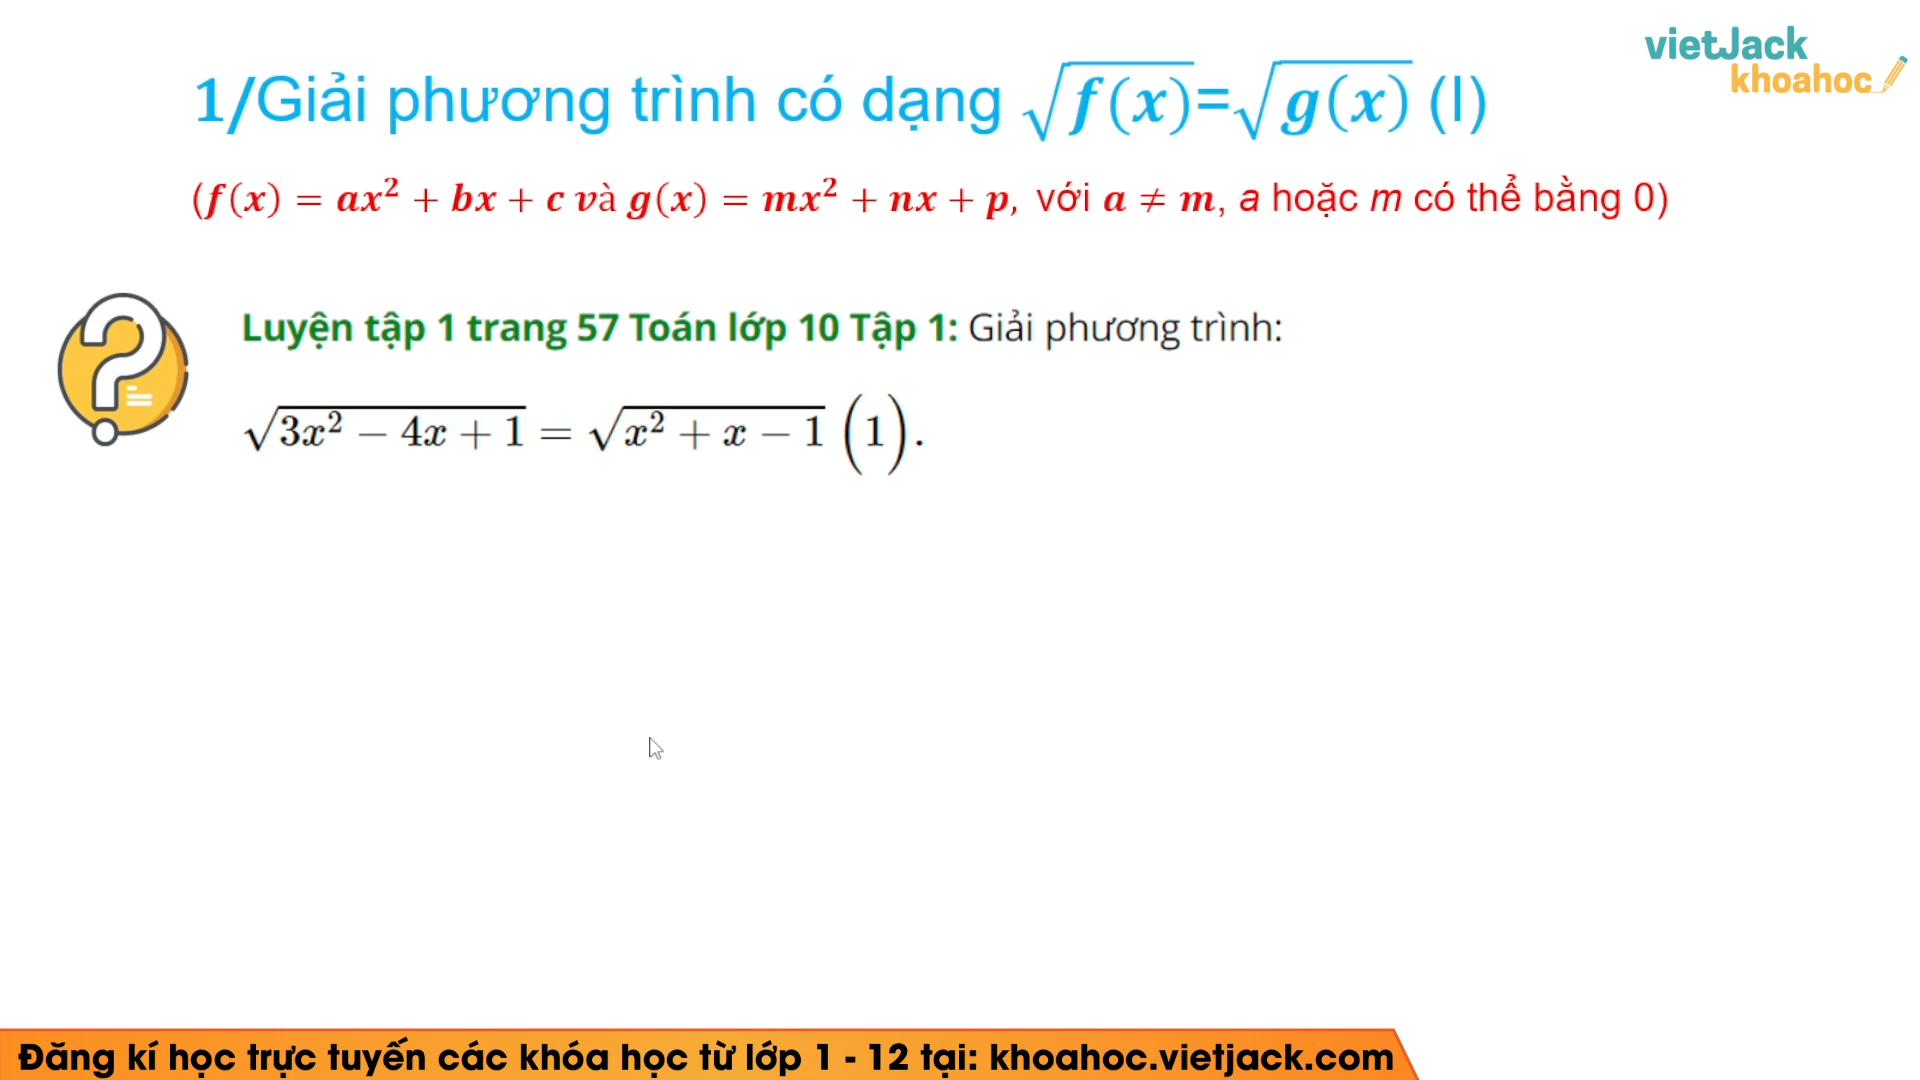 vietJack
khoahoc
1/Giải phương trình có dạng √f(x)=√g(x) (I)
(f(x) = ax² + bx + c và g(x) = mx² + nx + p, với a ≠ m, a hoặc m có thể bằng 0)
Luyện tập 1 trang 57 Toán lớp 10 Tập 1: Giải phương trình:
√3x² − 4x + 1 = √x² + x − 1 (1).
Đăng kí học trực tuyến các khóa học từ lớp 1 - 12 tại: khoahoc.vietjack.com